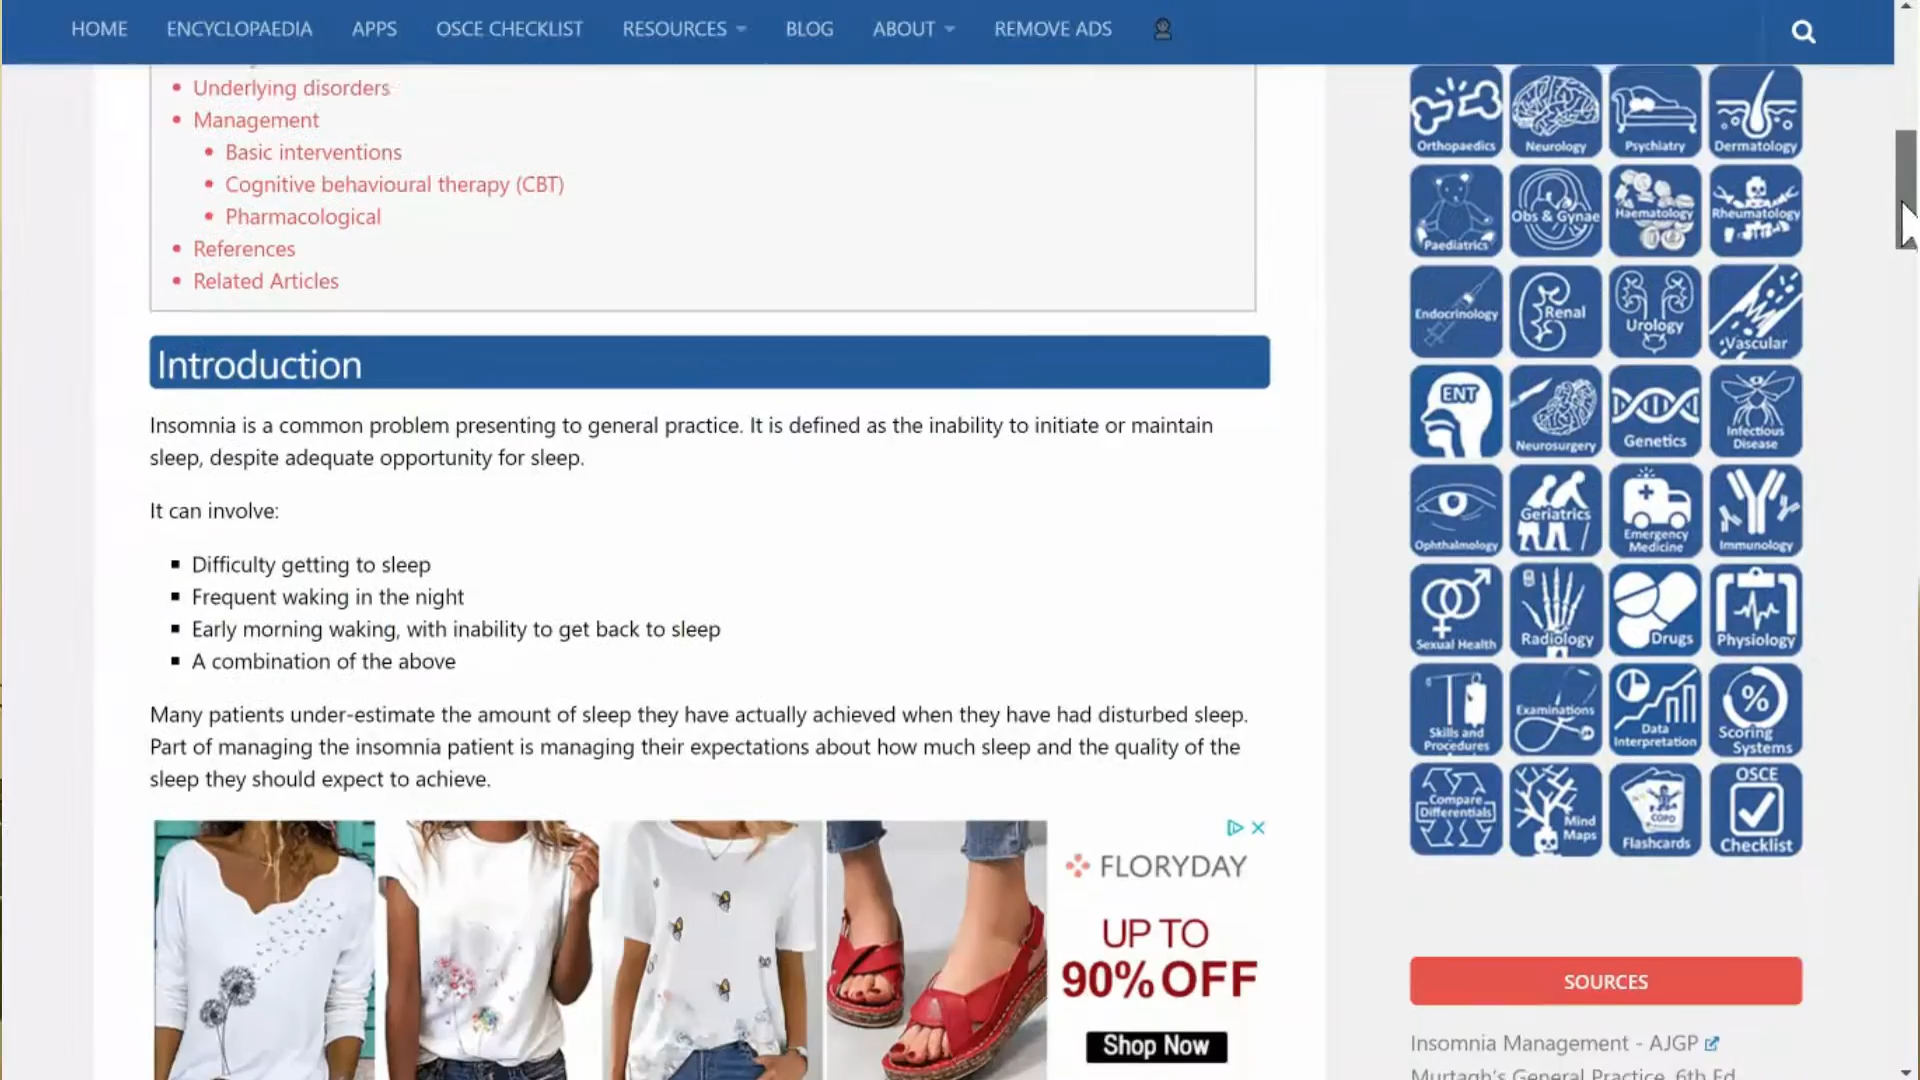 HOME ENCYCLOPAEDIA APPS OSCE CHECKLIST RESOURCES BLOG ABOUT REMOVE ADS
Underlying disorders
Management
Basic interventions
Cognitive behavioural therapy (CBT)
Pharmacological
References
Related Articles
Introduction
Insomnia is a common problem presenting to general practice. It is defined as the inability to initiate or maintain
sleep, despite adequate opportunity for sleep.
It can involve:
Difficulty getting to sleep
Frequent waking in the night
Early morning waking, with inability to get back to sleep
A combination of the above
Many patients under-estimate the amount of sleep they have actually achieved when they have had disturbed sleep.
Part of managing the insomnia patient is managing their expectations about how much sleep and the quality of the
sleep they should expect to achieve.
FLORYDAY
UP TO
90% OFF
Shop Now
Orthopaedics Neurology Psychiatry Dermatology
Paediatrics Obs & Gynae Haematology Rheumatology
Endocrinology Renal Urology Vascular
ENT Neurosurgery Genetics Infectious
Disease
Ophthalmology Geriatrics Emergency
Medicine Immunology
Sexual Health Radiology Drugs Physiology
Skills and
Procedures Examinations Data
Interpretation % Scoring
Systems
Compare
Differentials Mind
Maps Flashcards OSCE
Checklist
SOURCES
Insomnia Management - AJGP
Murtagh's General Practice. 6th Ed